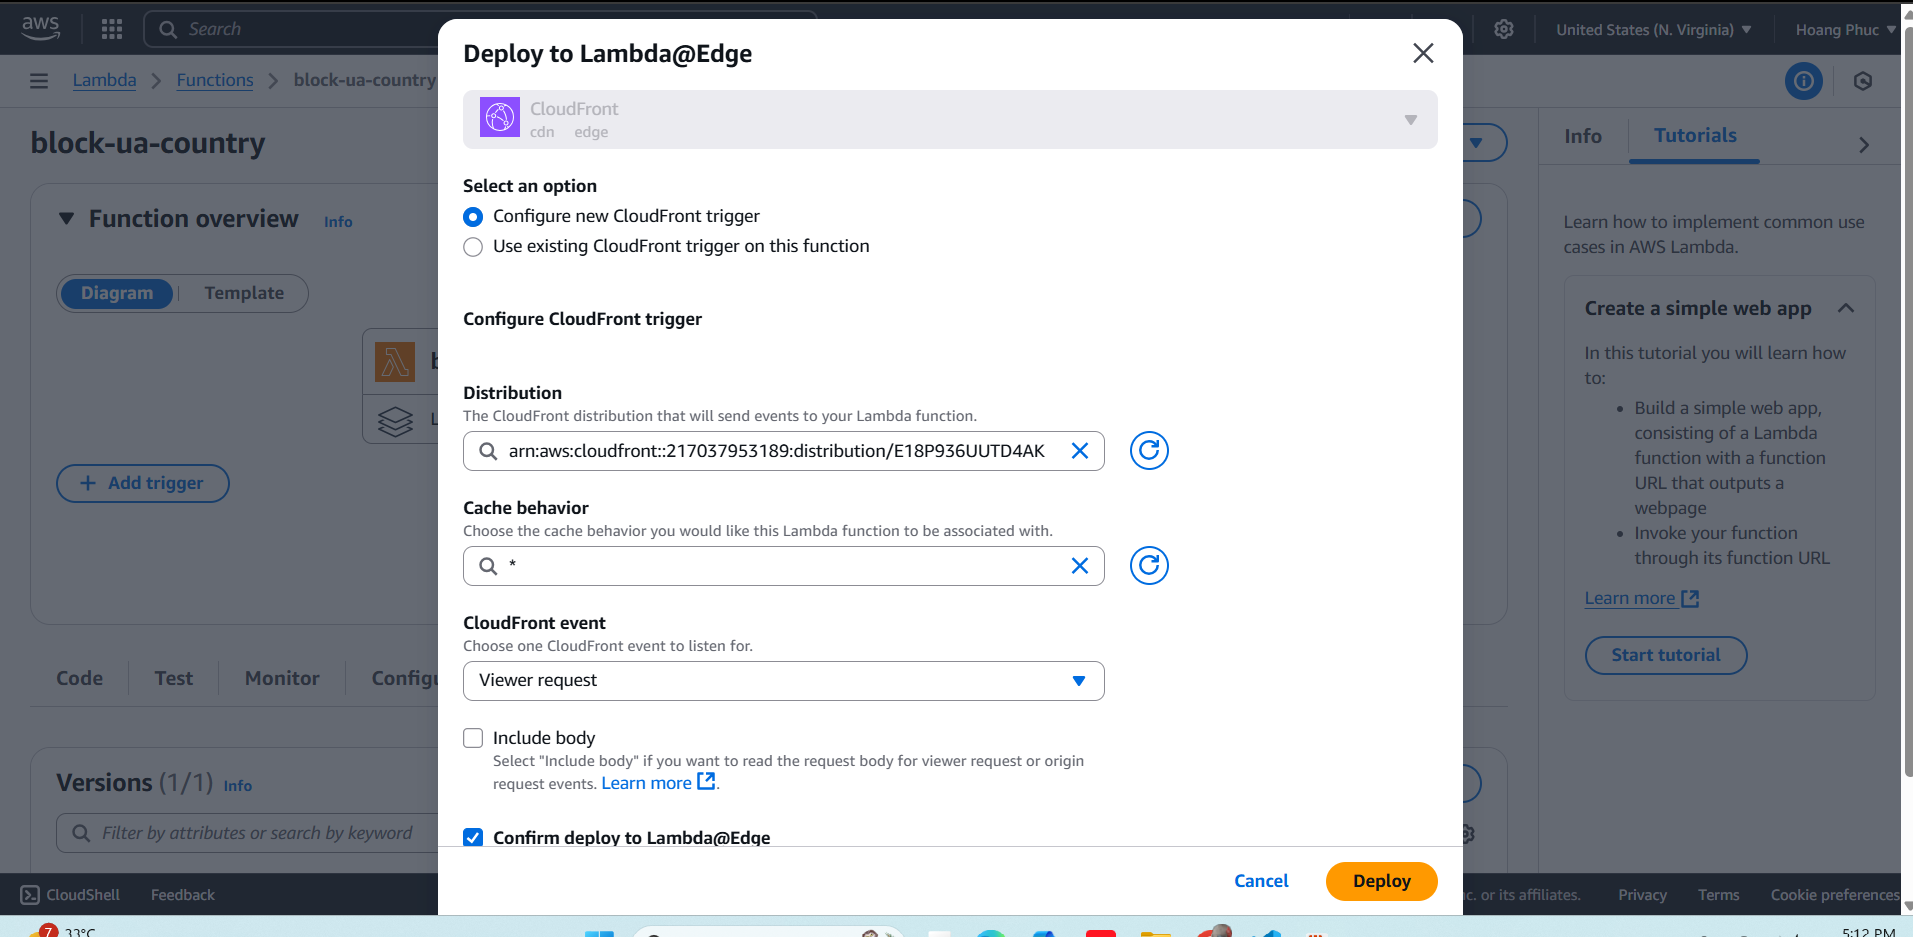 aws
Search
United States (N. Virginia)
Hoang Phuc
Lambda
Functions
block-ua-country
block-ua-country
Function overview
Info
Diagram
Template
Add trigger
Code
Test
Monitor
Versions (1/1)
Info
Filter by attributes or search by keyword
Deploy to Lambda@Edge
CloudFront
cdn edge
Select an option
Configure new CloudFront trigger
Use existing CloudFront trigger on this function
Configure CloudFront trigger
Distribution
The CloudFront distribution that will send events to your Lambda function.
arn:aws:cloudfront::217037953189:distribution/E18P936UUTD4AK
Cache behavior
Choose the cache behavior you would like this Lambda function to be associated with.
*
CloudFront event
Choose one CloudFront event to listen for.
Viewer request
Include body
Select "Include body" if you want to read the request body for viewer request or origin
request events. Learn more.
Confirm deploy to Lambda@Edge
Cancel
Deploy
Info
Tutorials
Learn how to implement common use
cases in AWS Lambda.
Create a simple web app
In this tutorial you will learn how
to:
• Build a simple web app,
consisting of a Lambda
function with a function
URL that outputs a
webpage
• Invoke your function
through its function URL
Learn more
Start tutorial
CloudShell
Feedback
or its affiliates.
Privacy
Terms
Cookie preferences
7
33°C
5:12 PM